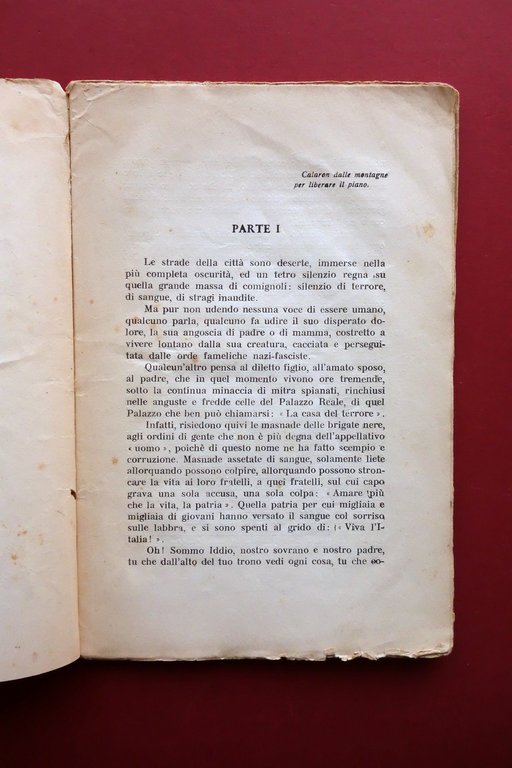 Calaron dalle montagne
per liberare il piano.
PARTE I
Le strade della città sono deserte, immerse nella
più completa oscurità, ed un tetro silenzio regna su
quella grande massa di comignoli: silenzio di terrore,
di sangue, di stragi inaudite.
Ma pur non udendo nessuna voce di essere umano,
qualcuno parla, qualcuno fa udire il suo disperato do-
lore, la sua angoscia di padre o di mamma, costretto a
vivere lontano dalla sua creatura, cacciata e persegui-
tata dalle orde fameliche nazi-fasciste.
Qualcun'altro pensa al diletto figlio, all'amato sposo,
al padre, che in quel momento vivono ore tremende,
sotto la continua minaccia di mitra spianati, rinchiusi
nelle anguste e fredde celle del Palazzo Reale, di quel
Palazzo che ben può chiamarsi: « La casa del terrore ».
Infatti, risiedono quivi le masnade delle brigate nere,
agli ordini di gente che non è più degna dell'appellativo
« uomo », poichè di questo nome ne ha fatto scempio e
corruzione. Masnade assetate di sangue, solamente liete
allorquando possono colpire, allorquando possono stron-
care la vita ai loro fratelli, a quei fratelli, sul cui capo
grava una sola accusa, una sola colpa: « Amare più
che la vita, la patria ». Quella patria per cui migliaia e
migliaia di giovani hanno versato il sangue col sorriso
sulle labbra, e si sono spenti al grido di: (« Viva l'I-
talia! ».
Oh! Sommo Iddio, nostro sovrano e nostro padre,
tu che dall'alto del tuo trono vedi ogni cosa, tu che co-